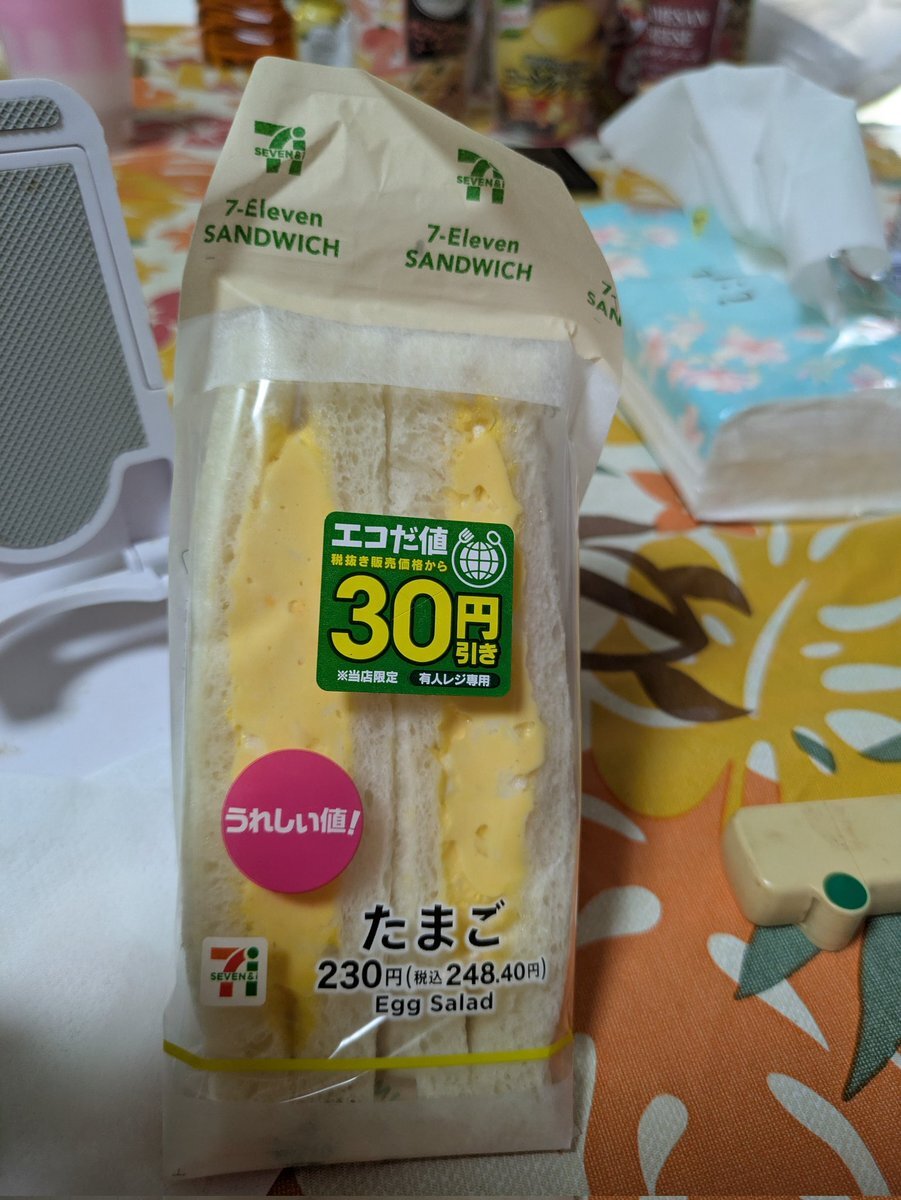 SEVEN&i
7-Eleven
SANDWICH
SEVEN&i
7-Eleven
SANDWICH
7-
SAN
エコだ値
税抜き販売価格から
30円
引き
※当店限定 有人レジ専用
うれしい値!
たまご
230円(税込248.40円)
Egg Salad
SEVEN&i